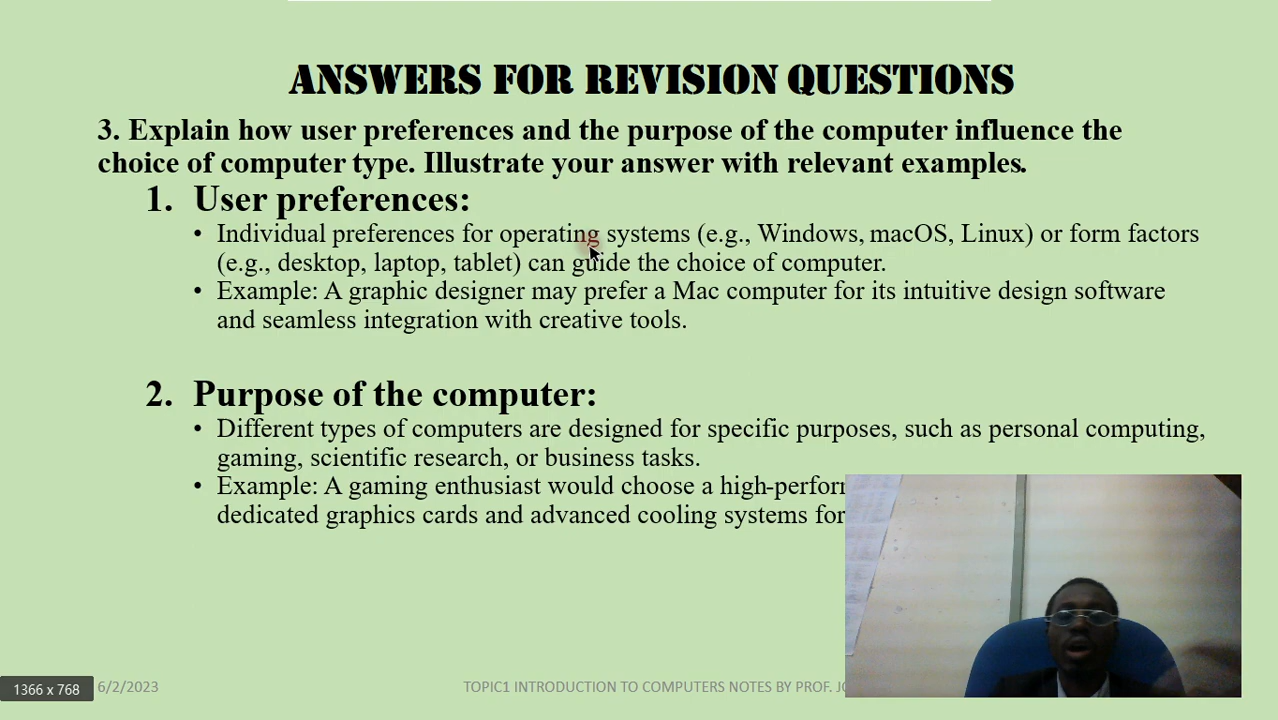 ANSWERS FOR REVISION QUESTIONS
3. Explain how user preferences and the purpose of the computer influence the
choice of computer type. Illustrate your answer with relevant examples.
1. User preferences:
• Individual preferences for operating systems (e.g., Windows, macOS, Linux) or form factors
(e.g., desktop, laptop, tablet) can guide the choice of computer.
• Example: A graphic designer may prefer a Mac computer for its intuitive design software
and seamless integration with creative tools.
2. Purpose of the computer:
• Different types of computers are designed for specific purposes, such as personal computing,
gaming, scientific research, or business tasks.
• Example: A gaming enthusiast would choose a
dedicated graphics cards and advanced cooling systems for
1366 x 768
6/2/2023
TOPIC1 INTRODUCTION TO COMPUTERS NOTES BY PROF.